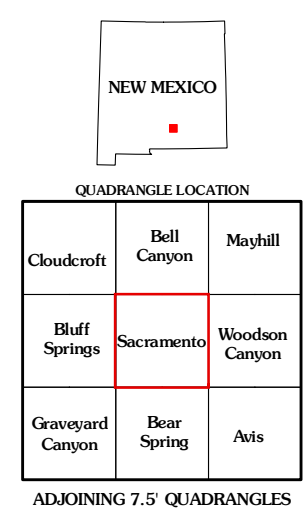 NEW MEXICO
QUADRANGLE LOCATION
Cloudcroft
Bell
Canyon
Mayhill
Bluff
Springs
Sacramento
Woodson
Canyon
Graveyard
Canyon
Bear
Spring
Avis
ADJOINING 7.5' QUADRANGLES